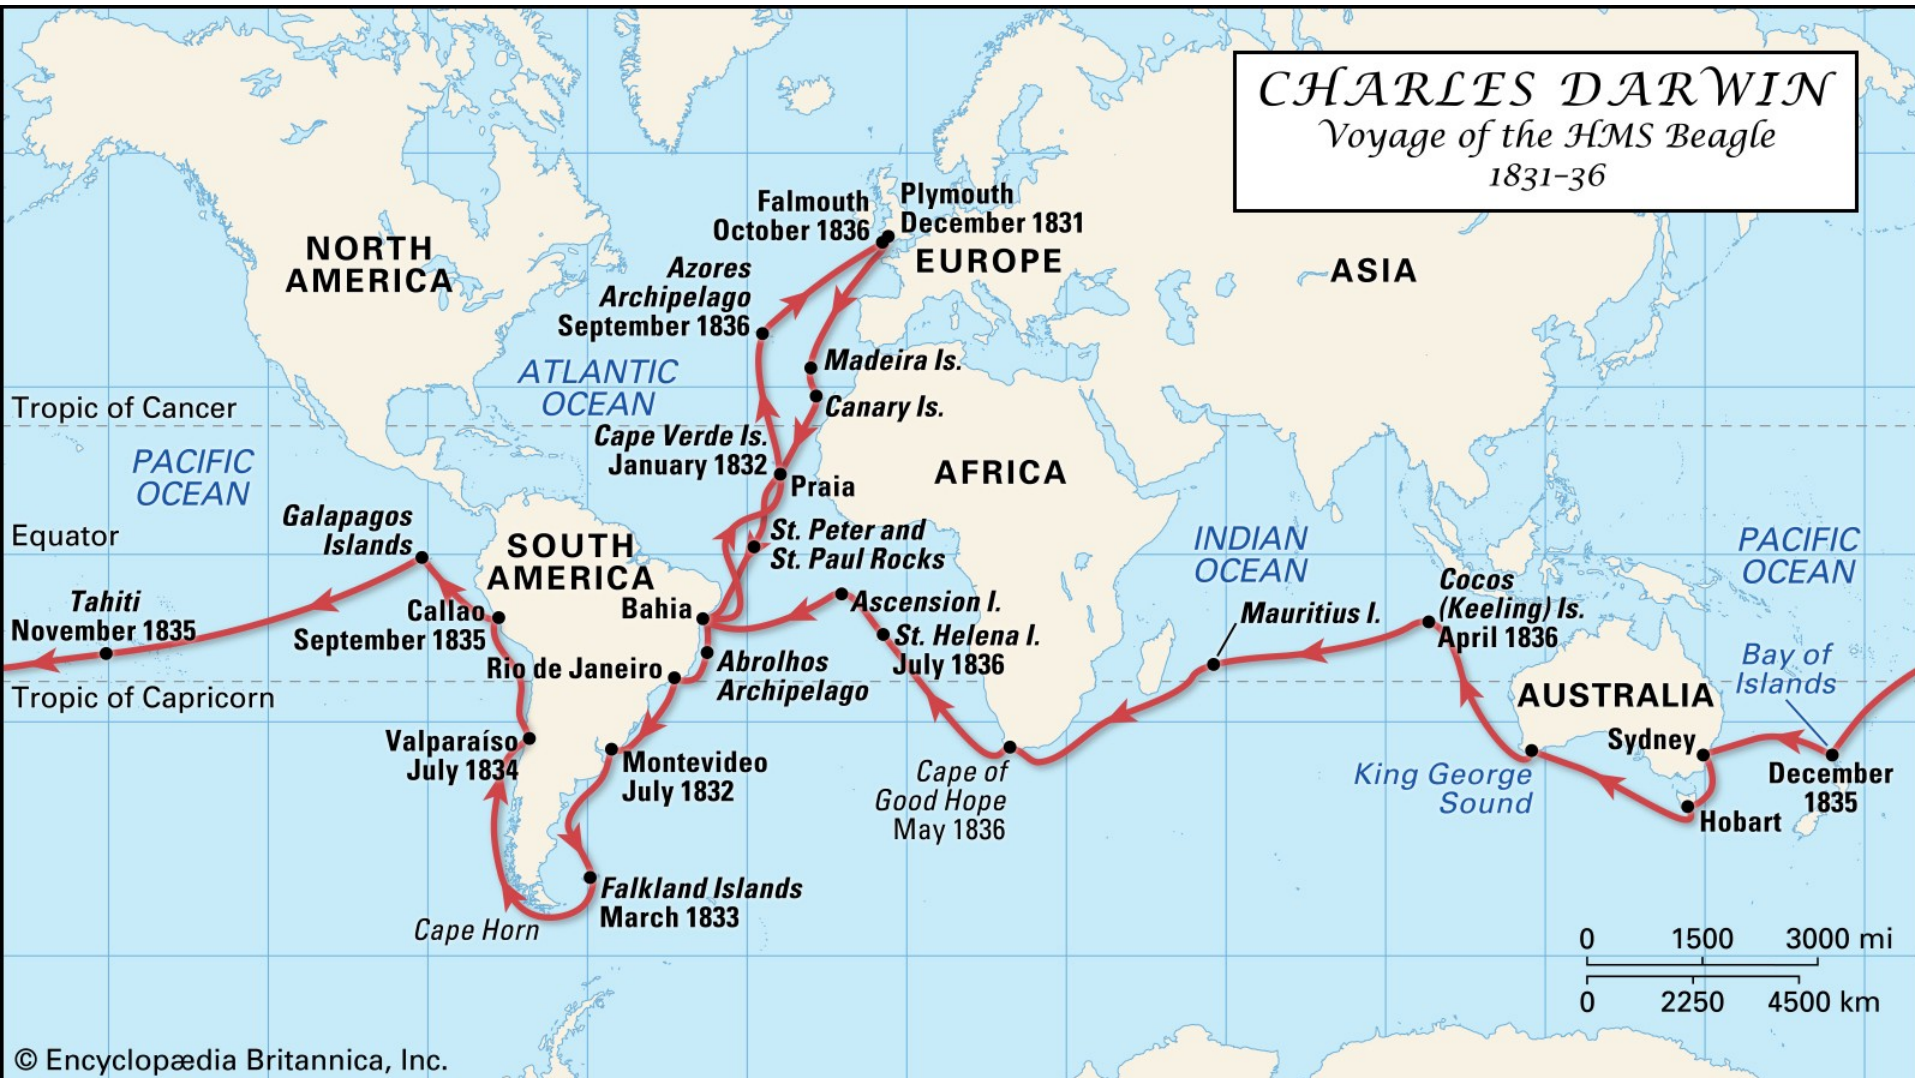 CHARLES DARWIN
Voyage of the HMS Beagle
1831–36
Falmouth
October 1836
Plymouth
December 1831
NORTH
AMERICA
EUROPE
ASIA
Azores
Archipelago
September 1836
ATLANTIC
OCEAN
Madeira Is.
Canary Is.
Tropic of Cancer
Cape Verde Is.
January 1832
Praia
AFRICA
PACIFIC
OCEAN
Galapagos
Islands
Equator
SOUTH
AMERICA
St. Peter and
St. Paul Rocks
INDIAN
OCEAN
PACIFIC
OCEAN
Tahiti
November 1835
Callao
September 1835
Bahia
Ascension I.
St. Helena I.
July 1836
Mauritius I.
Cocos
(Keeling) Is.
April 1836
Rio de Janeiro
Abrolhos
Archipelago
Bay of
Islands
Tropic of Capricorn
AUSTRALIA
Valparaíso
July 1834
Montevideo
July 1832
Cape of
Good Hope
May 1836
King George
Sound
Sydney
December
1835
Hobart
Falkland Islands
March 1833
Cape Horn
0 1500 3000 mi
0 2250 4500 km
© Encyclopædia Britannica, Inc.